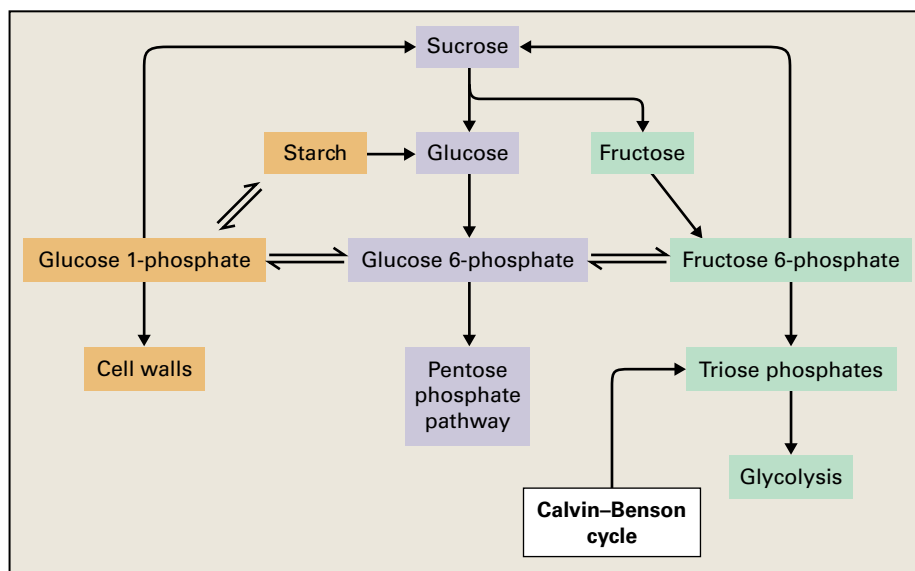 Sucrose
Starch
Glucose
Fructose
Glucose 1-phosphate
Glucose 6-phosphate
Fructose 6-phosphate
Cell walls
Pentose
phosphate
pathway
Triose phosphates
Glycolysis
Calvin–Benson
cycle